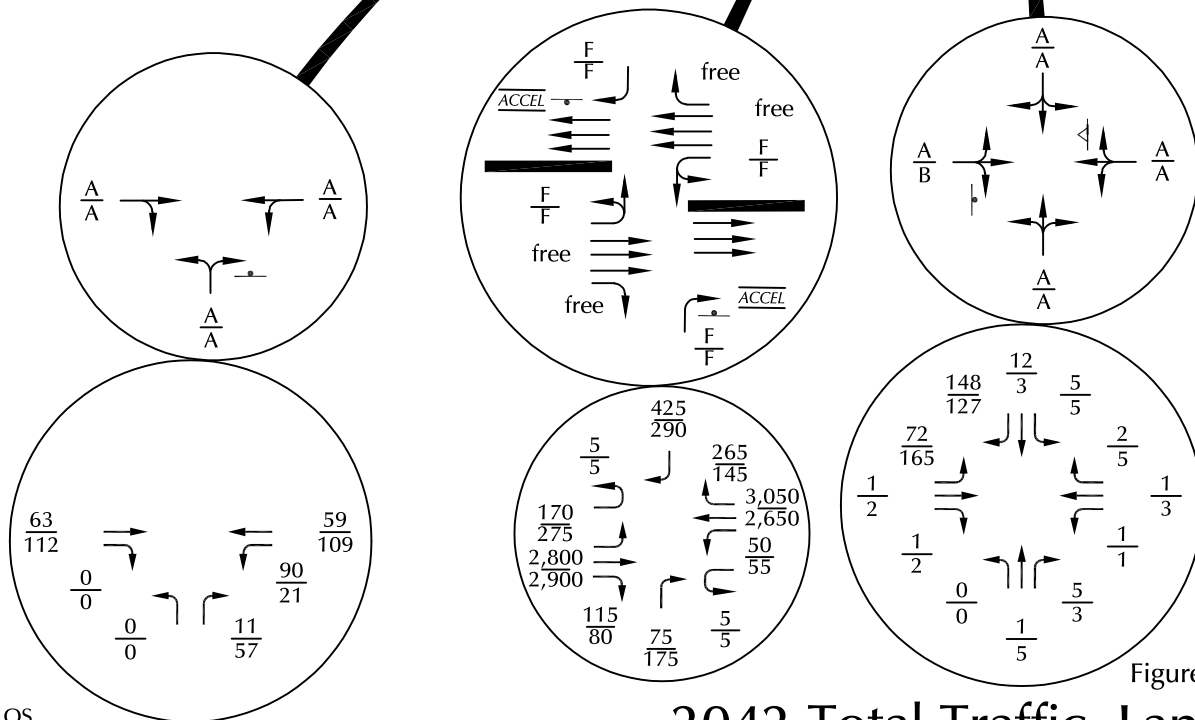 A
A
A
A
A
A
F
F
free
ACCEL
free
F
F
F
F
free
free
ACCEL
F
F
A
A
A
B
A
A
A
A
63
112
59
109
0
0
90
21
0
0
11
57
425
290
5
5
265
145
170
275
3,050
2,650
2,800
2,900
50
55
115
80
75
175
5
5
12
3
148
127
5
5
72
165
2
5
1
2
1
3
1
2
1
1
0
0
5
3
1
5
Figure
OS
2042 Total Traffic, Lan